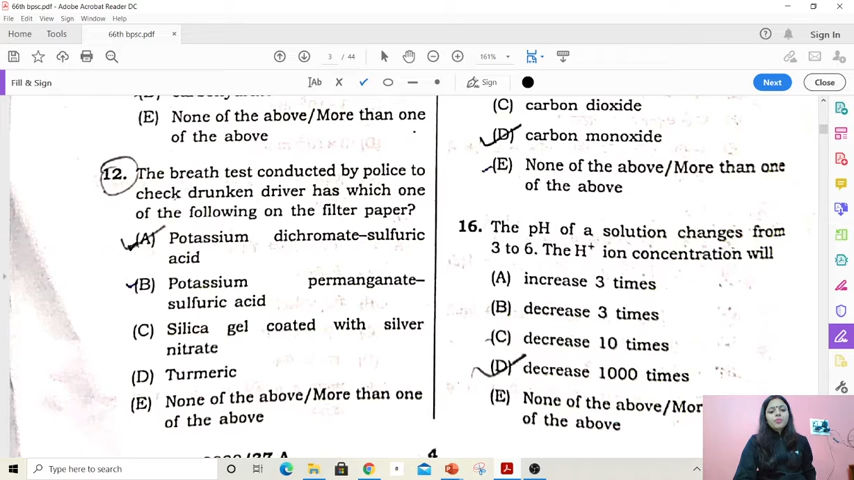 66th bpsc.pdf - Adobe Acrobat Reader DC
File Edit View Sign Window Help
Home Tools 66th bpsc.pdf × Sign In
3 / 44 161%
Fill & Sign Ab Sign Next Close
(E) None of the above/More than one
of the above
12. The breath test conducted by police to
check drunken driver has which one
of the following on the filter paper?
(A) Potassium dichromate–sulfuric
acid
(B) Potassium permanganate–
sulfuric acid
(C) Silica gel coated with silver
nitrate
(D) Turmeric
(E) None of the above/More than one
of the above
(C) carbon dioxide
(D) carbon monoxide
(E) None of the above/More than one
of the above
16. The pH of a solution changes from
3 to 6. The H⁺ ion concentration will
(A) increase 3 times
(B) decrease 3 times
(C) decrease 10 times
(D) decrease 1000 times
(E) None of the above/Mor
of the above
4
Type here to search